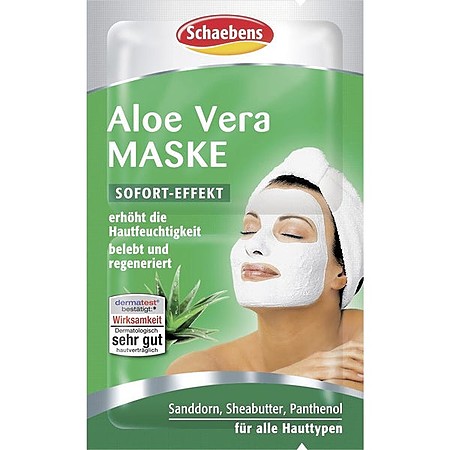 Schaebens
Aloe Vera
MASKE
SOFORT-EFFEKT
erhöht die
Hautfeuchtigkeit
belebt und
regeneriert
dermatest®
bestätigt:*
Wirksamkeit
Dermatologisch
sehr gut
hautverträglich
Sanddorn, Sheabutter, Panthenol
für alle Hauttypen